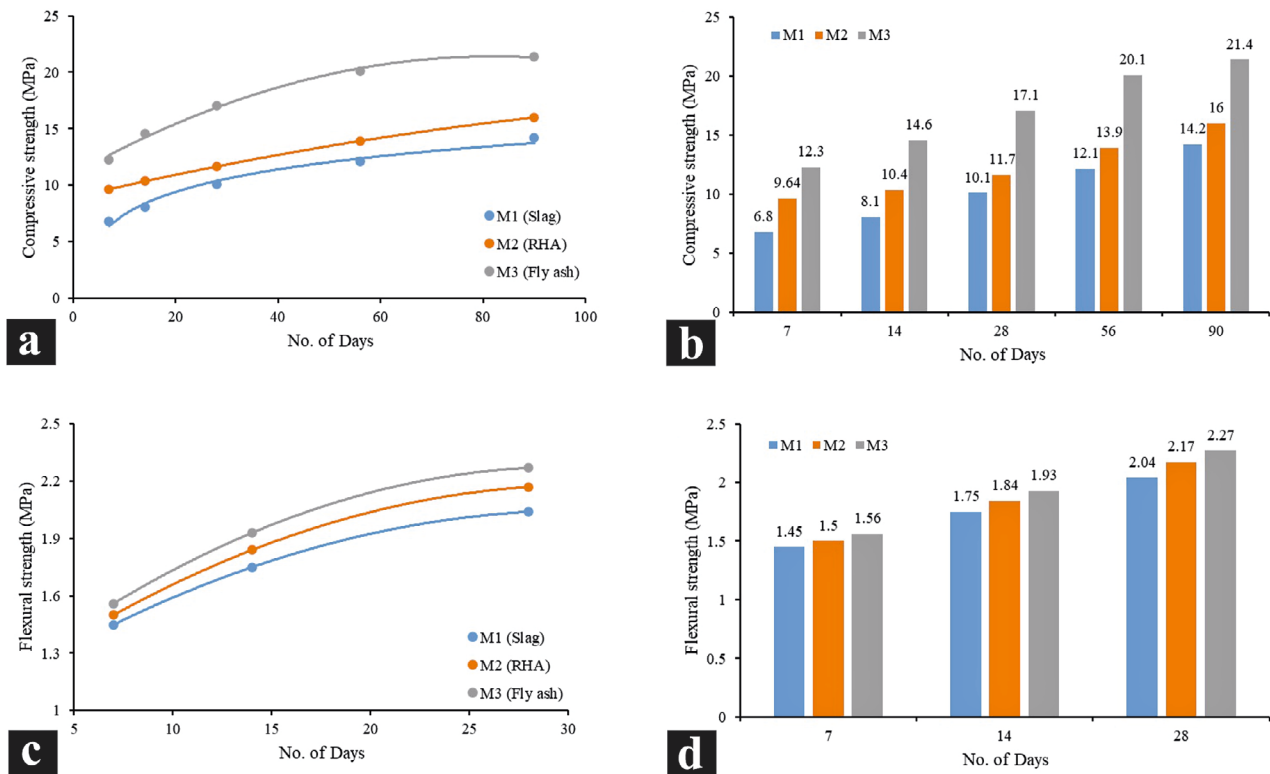 25
20
15
10
5
0
Compressive strength (MPa)
M1 (Slag)
M2 (RHA)
M3 (Fly ash)
0 20 40 60 80 100
No. of Days
a
25
20
15
10
5
0
Compressive strength (MPa)
M1 M2 M3
6.8 9.64 12.3
8.1 10.4 14.6
10.1 11.7 17.1
12.1 13.9 20.1
14.2 16 21.4
7 14 28 56 90
No. of Days
b
2.5
2.2
1.9
1.6
1.3
1
Flexural strength (MPa)
M1 (Slag)
M2 (RHA)
M3 (Fly ash)
5 10 15 20 25 30
No. of Days
c
2.5
2
1.5
1
0.5
0
Flexural strength (MPa)
M1 M2 M3
1.45 1.5 1.56
1.75 1.84 1.93
2.04 2.17 2.27
7 14 28
No. of Days
d